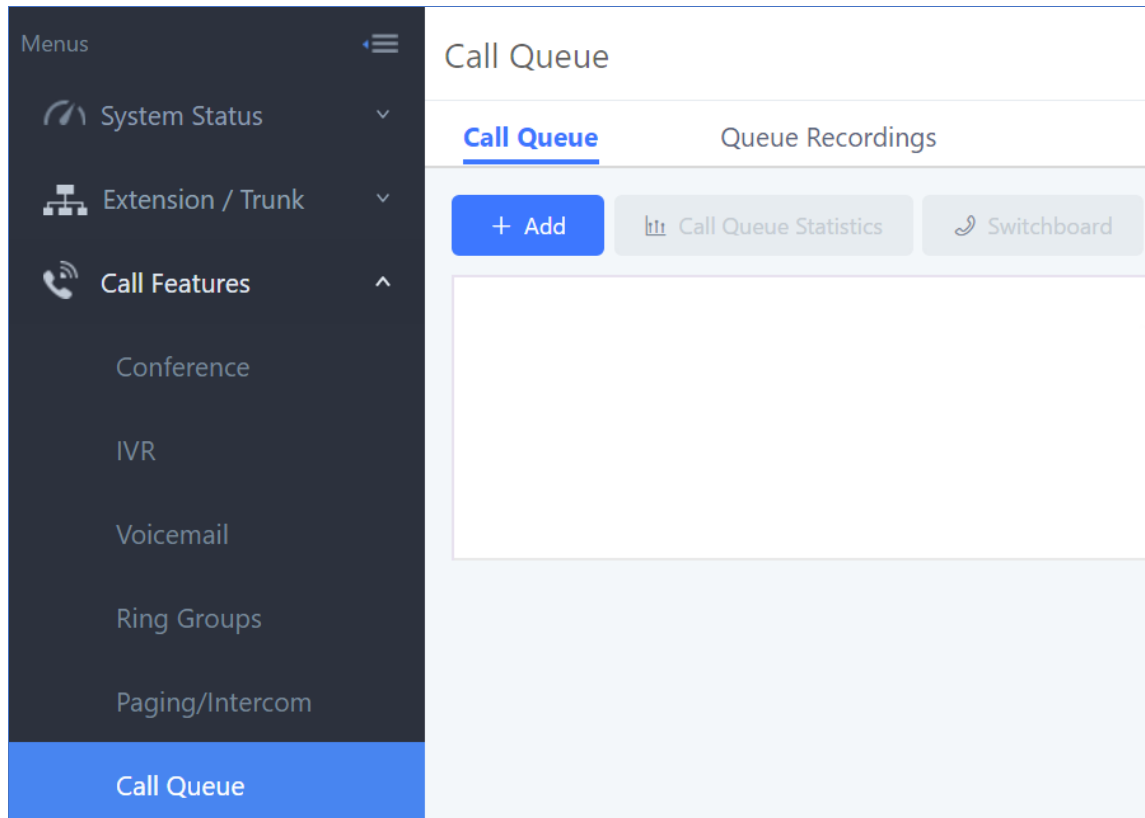 Menus
System Status
Extension / Trunk
Call Features
Conference
IVR
Voicemail
Ring Groups
Paging/Intercom
Call Queue
Call Queue
Call Queue Queue Recordings
+ Add Call Queue Statistics Switchboard